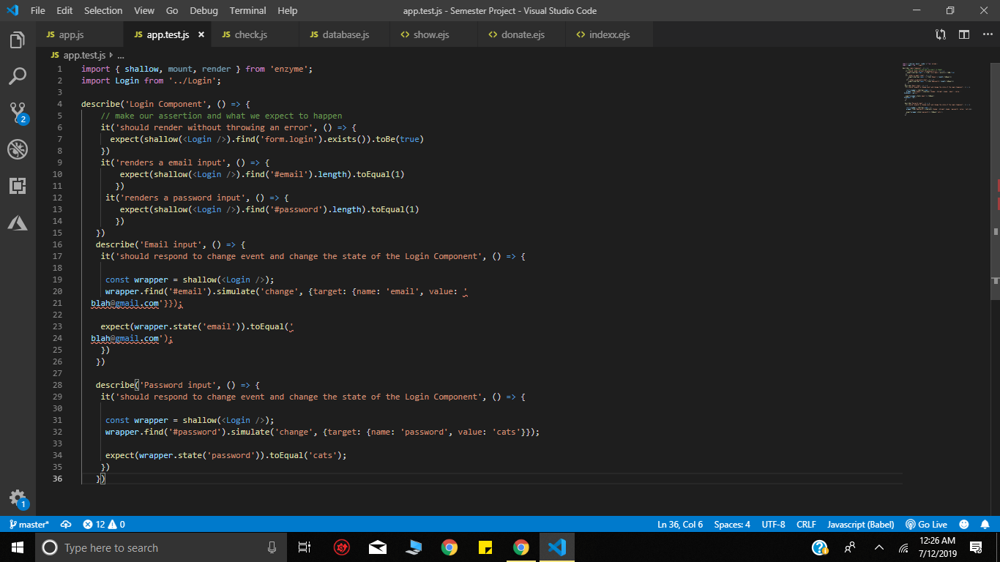 File Edit Selection View Go Debug Terminal Help app.test.js - Semester Project - Visual Studio Code
JS app.js JS app.test.js × JS check.js JS database.js <> show.ejs <> donate.ejs <> indexx.ejs
JS app.test.js ▸ ...
1 import { shallow, mount, render } from 'enzyme';
2 import Login from '../Login';
3
4 describe('Login Component', () => {
5 // make our assertion and what we expect to happen
6 it('should render without throwing an error', () => {
7 expect(shallow(<Login />).find('form.login').exists()).toBe(true)
8 })
9 it('renders a email input', () => {
10 expect(shallow(<Login />).find('#email').length).toEqual(1)
11 })
12 it('renders a password input', () => {
13 expect(shallow(<Login />).find('#password').length).toEqual(1)
14 })
15 })
16 describe('Email input', () => {
17 it('should respond to change event and change the state of the Login Component', () => {
18
19 const wrapper = shallow(<Login />);
20 wrapper.find('#email').simulate('change', {target: {name: 'email', value: '
21 blah@gmail.com'}});
22
23 expect(wrapper.state('email')).toEqual('
24 blah@gmail.com');
25 })
26 })
27
28 describe('Password input', () => {
29 it('should respond to change event and change the state of the Login Component', () => {
30
31 const wrapper = shallow(<Login />);
32 wrapper.find('#password').simulate('change', {target: {name: 'password', value: 'cats'}});
33
34 expect(wrapper.state('password')).toEqual('cats');
35 })
36 })
2
1
master* 12 0 Ln 36, Col 6 Spaces: 4 UTF-8 CRLF Javascript (Babel) Go Live
Type here to search
12:26 AM
7/12/2019